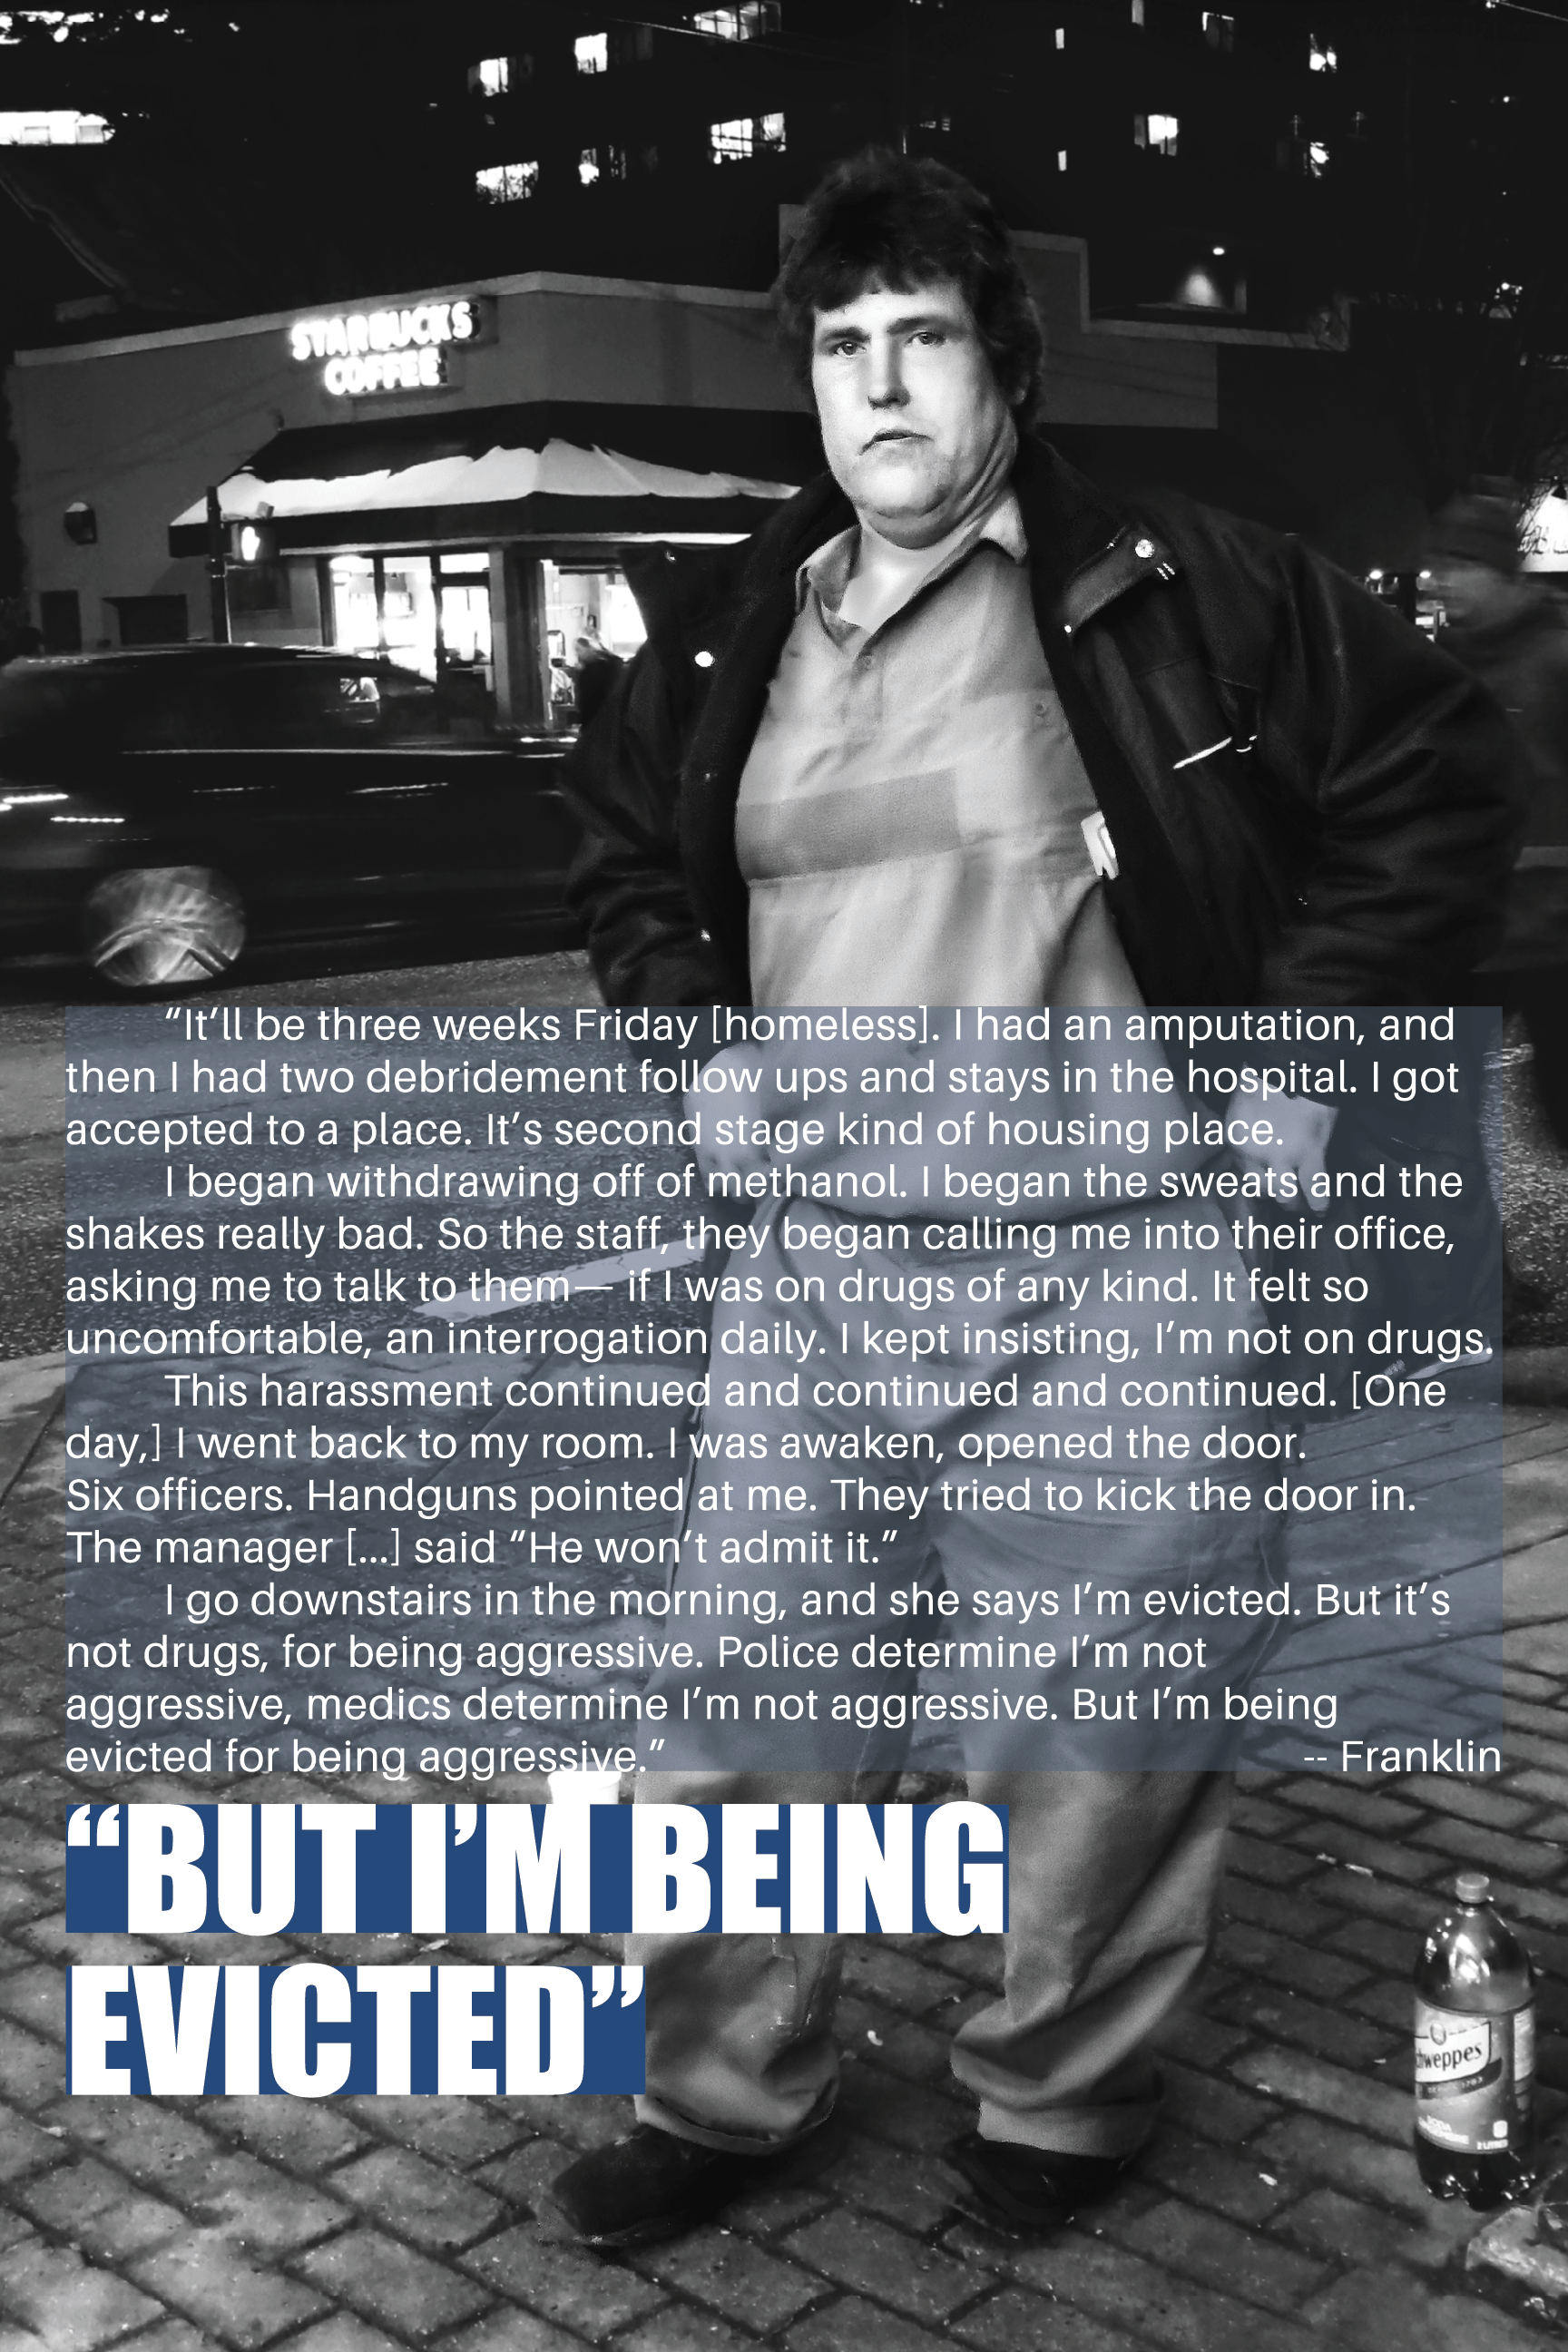 STARBUCKS
COFFEE
“It’ll be three weeks Friday [homeless]. I had an amputation, and
then I had two debridement follow ups and stays in the hospital. I got
accepted to a place. It’s second stage kind of housing place.
I began withdrawing off of methanol. I began the sweats and the
shakes really bad. So the staff, they began calling me into their office,
asking me to talk to them— if I was on drugs of any kind. It felt so
uncomfortable, an interrogation daily. I kept insisting, I’m not on drugs.
This harassment continued and continued and continued. [One
day,] I went back to my room. I was awaken, opened the door.
Six officers. Handguns pointed at me. They tried to kick the door in.
The manager [...] said “He won’t admit it.”
I go downstairs in the morning, and she says I’m evicted. But it’s
not drugs, for being aggressive. Police determine I’m not
aggressive, medics determine I’m not aggressive. But I’m being
evicted for being aggressive.”
-- Franklin
“BUT I’M BEING
EVICTED”
hweppes